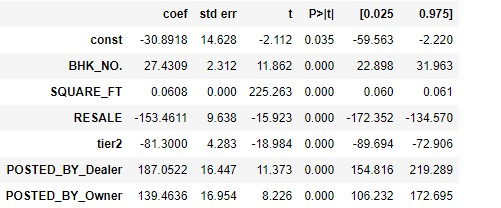 coef std err t P>|t| [0.025 0.975]
const -30.8918 14.628 -2.112 0.035 -59.563 -2.220
BHK_NO. 27.4309 2.312 11.862 0.000 22.898 31.963
SQUARE_FT 0.0608 0.000 225.263 0.000 0.060 0.061
RESALE -153.4611 9.638 -15.923 0.000 -172.352 -134.570
tier2 -81.3000 4.283 -18.984 0.000 -89.694 -72.906
POSTED_BY_Dealer 187.0522 16.447 11.373 0.000 154.816 219.289
POSTED_BY_Owner 139.4636 16.954 8.226 0.000 106.232 172.695